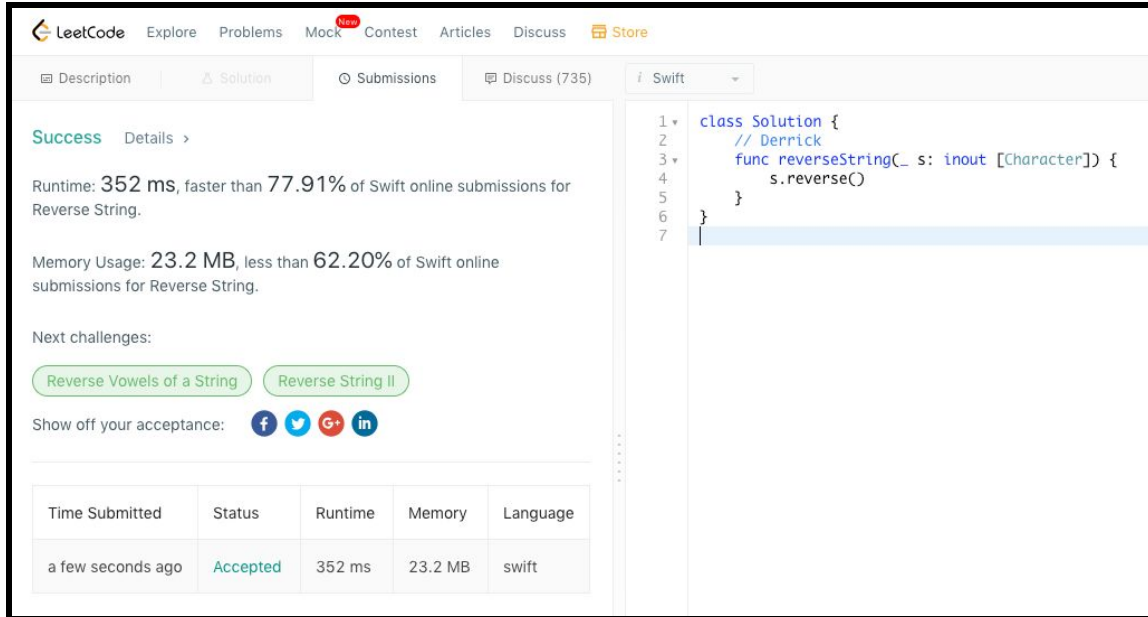 LeetCode Explore Problems Mock New Contest Articles Discuss Store
Description Solution Submissions Discuss (735) i Swift
Success Details >
Runtime: 352 ms, faster than 77.91% of Swift online submissions for
Reverse String.
Memory Usage: 23.2 MB, less than 62.20% of Swift online
submissions for Reverse String.
Next challenges:
Reverse Vowels of a String Reverse String II
Show off your acceptance: f G+ in
Time Submitted Status Runtime Memory Language
a few seconds ago Accepted 352 ms 23.2 MB swift
1 class Solution {
2 // Derrick
3 func reverseString(_ s: inout [Character]) {
4 s.reverse()
5 }
6 }
7